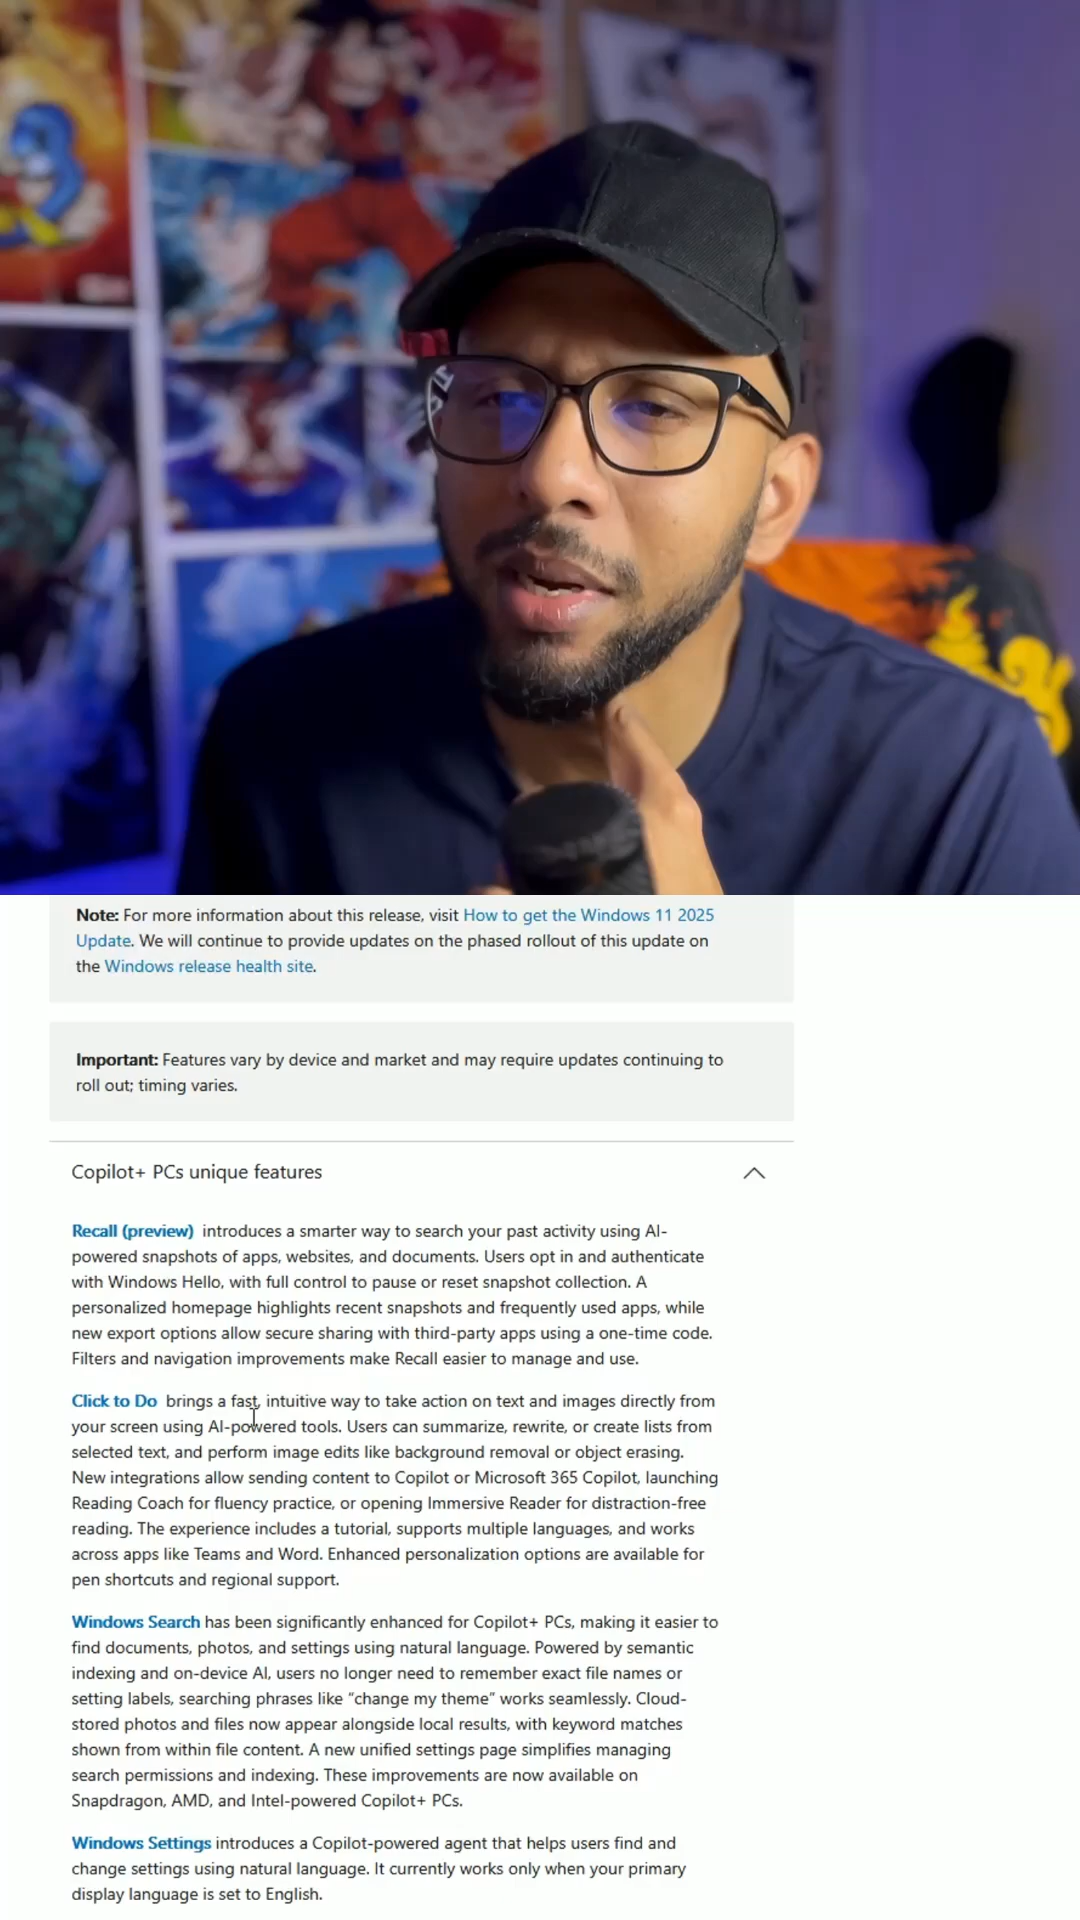 Note: For more information about this release, visit How to get the Windows 11 2025
Update. We will continue to provide updates on the phased rollout of this update on
the Windows release health site.
Important: Features vary by device and market and may require updates continuing to
roll out; timing varies.
Copilot+ PCs unique features
Recall (preview) introduces a smarter way to search your past activity using AI-
powered snapshots of apps, websites, and documents. Users opt in and authenticate
with Windows Hello, with full control to pause or reset snapshot collection. A
personalized homepage highlights recent snapshots and frequently used apps, while
new export options allow secure sharing with third-party apps using a one-time code.
Filters and navigation improvements make Recall easier to manage and use.
Click to Do brings a fast, intuitive way to take action on text and images directly from
your screen using AI-powered tools. Users can summarize, rewrite, or create lists from
selected text, and perform image edits like background removal or object erasing.
New integrations allow sending content to Copilot or Microsoft 365 Copilot, launching
Reading Coach for fluency practice, or opening Immersive Reader for distraction-free
reading. The experience includes a tutorial, supports multiple languages, and works
across apps like Teams and Word. Enhanced personalization options are available for
pen shortcuts and regional support.
Windows Search has been significantly enhanced for Copilot+ PCs, making it easier to
find documents, photos, and settings using natural language. Powered by semantic
indexing and on-device AI, users no longer need to remember exact file names or
setting labels, searching phrases like “change my theme” works seamlessly. Cloud-
stored photos and files now appear alongside local results, with keyword matches
shown from within file content. A new unified settings page simplifies managing
search permissions and indexing. These improvements are now available on
Snapdragon, AMD, and Intel-powered Copilot+ PCs.
Windows Settings introduces a Copilot-powered agent that helps users find and
change settings using natural language. It currently works only when your primary
display language is set to English.